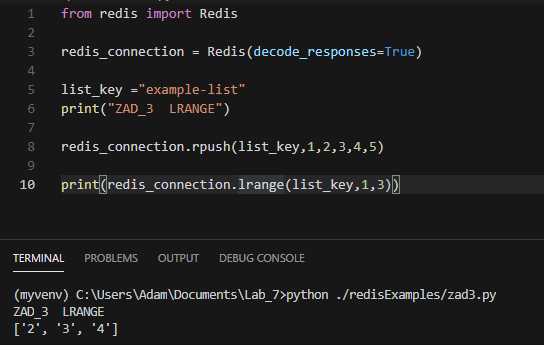 1 from redis import Redis
2
3 redis_connection = Redis(decode_responses=True)
4
5 list_key ="example-list"
6 print("ZAD_3  LRANGE")
7
8 redis_connection.rpush(list_key,1,2,3,4,5)
9
10 print(redis_connection.lrange(list_key,1,3))
TERMINAL PROBLEMS OUTPUT DEBUG CONSOLE
(myvenv) C:\Users\Adam\Documents\Lab_7>python ./redisExamples/zad3.py
ZAD_3  LRANGE
['2', '3', '4']